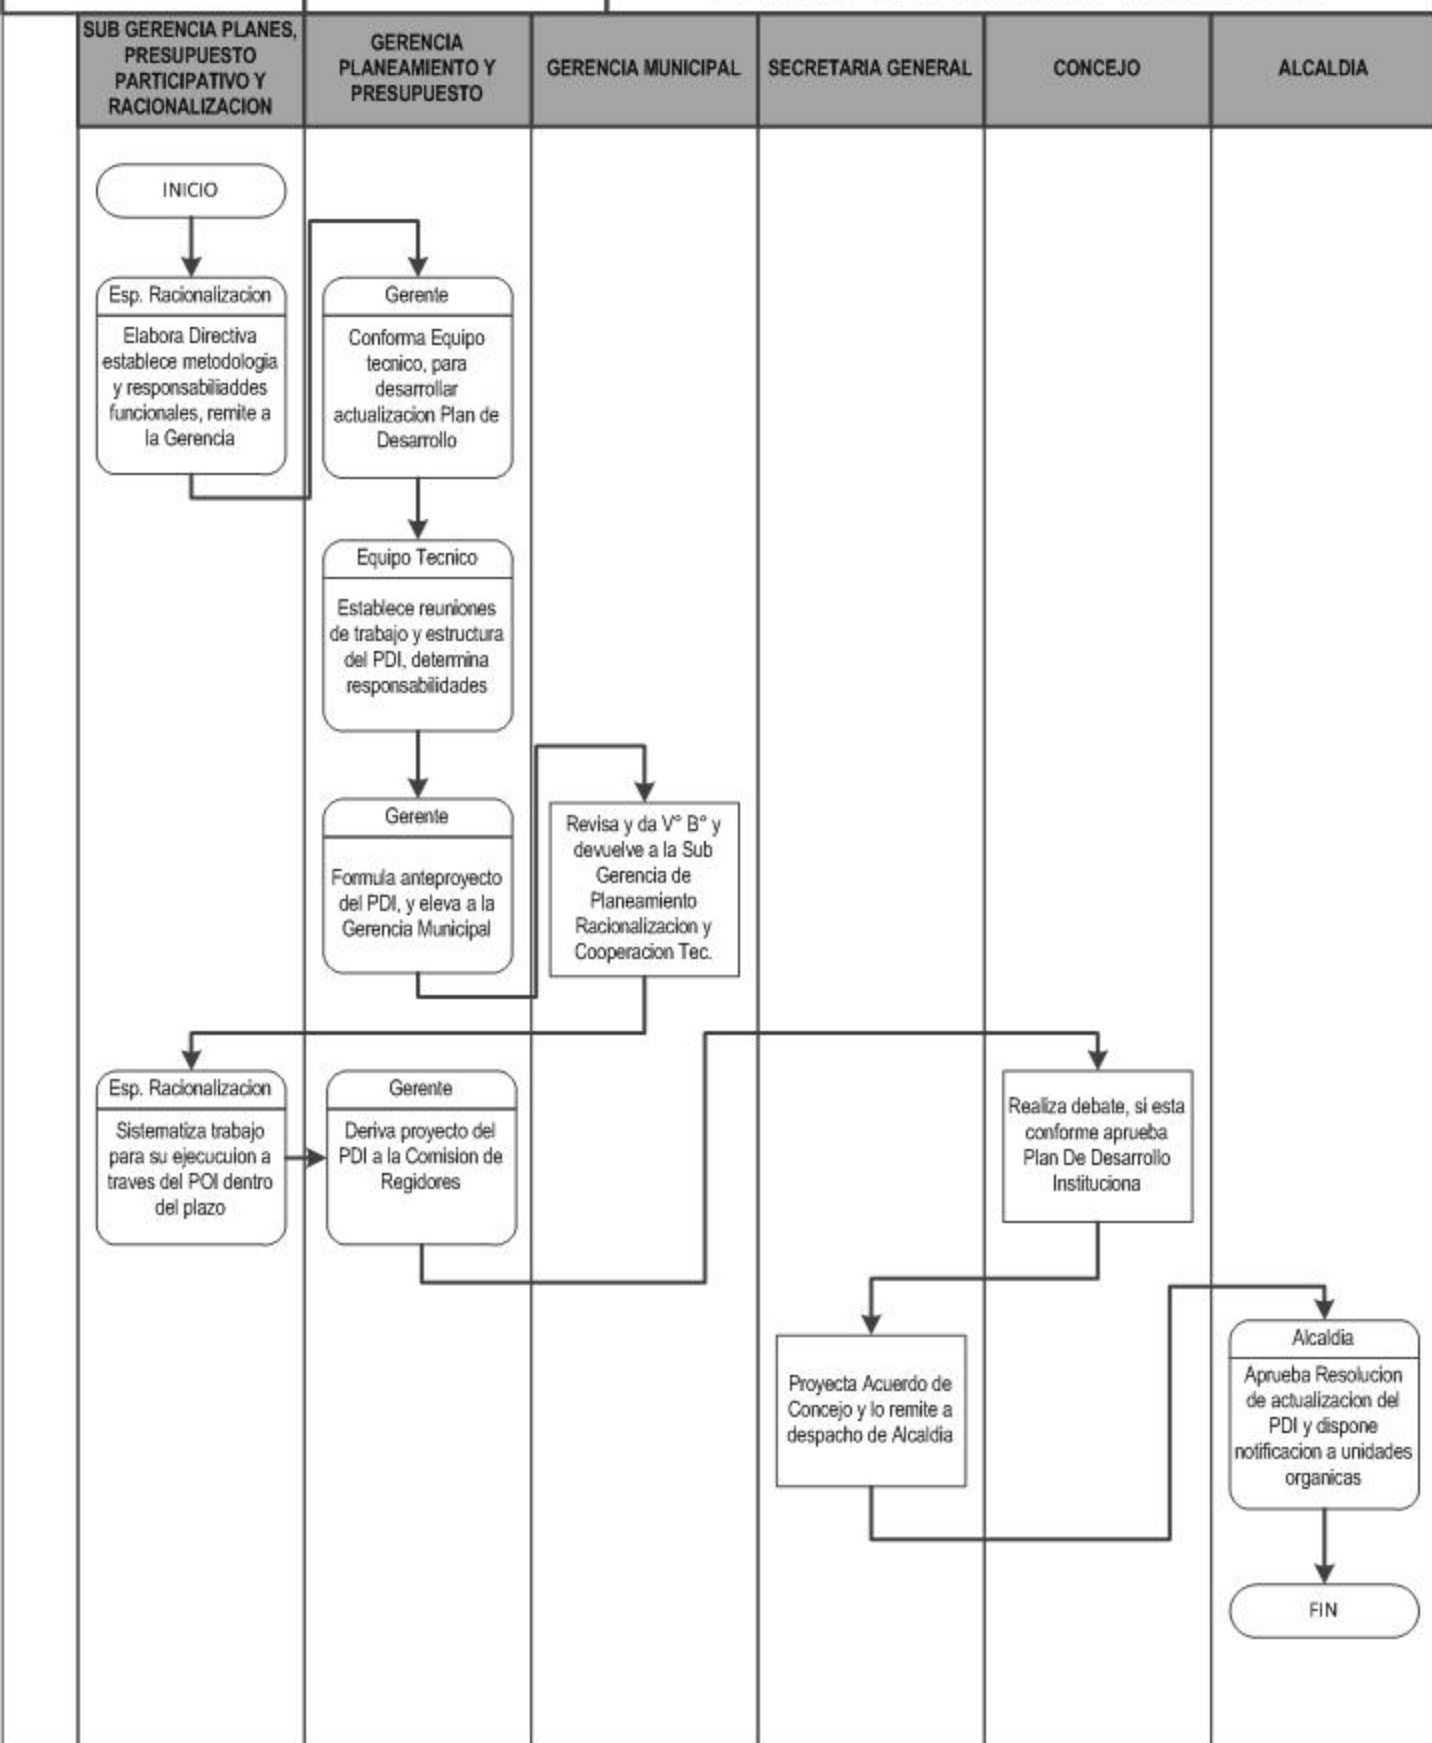 SUB GERENCIA PLANES,
PRESUPUESTO
PARTICIPATIVO Y
RACIONALIZACION
GERENCIA
PLANEAMIENTO Y
PRESUPUESTO
GERENCIA MUNICIPAL
SECRETARIA GENERAL
CONCEJO
ALCALDIA
INICIO
Esp. Racionalizacion
Elabora Directiva
establece metodologia
y responsabiliaddes
funcionales, remite a
la Gerencia
Gerente
Conforma Equipo
tecnico, para
desarrollar
actualizacion Plan de
Desarrollo
Equipo Tecnico
Establece reuniones
de trabajo y estructura
del PDI, determina
responsabilidades
Gerente
Formula anteproyecto
del PDI, y eleva a la
Gerencia Municipal
Revisa y da V° B° y
devuelve a la Sub
Gerencia de
Planeamiento
Racionalizacion y
Cooperacion Tec.
Esp. Racionalizacion
Sistematiza trabajo
para su ejecucuion a
traves del POI dentro
del plazo
Gerente
Deriva proyecto del
PDI a la Comision de
Regidores
Realiza debate, si esta
conforme aprueba
Plan De Desarrollo
Instituciona
Proyecta Acuerdo de
Concejo y lo remite a
despacho de Alcaldia
Alcaldia
Aprueba Resolucion
de actualizacion del
PDI y dispone
notificacion a unidades
organicas
FIN